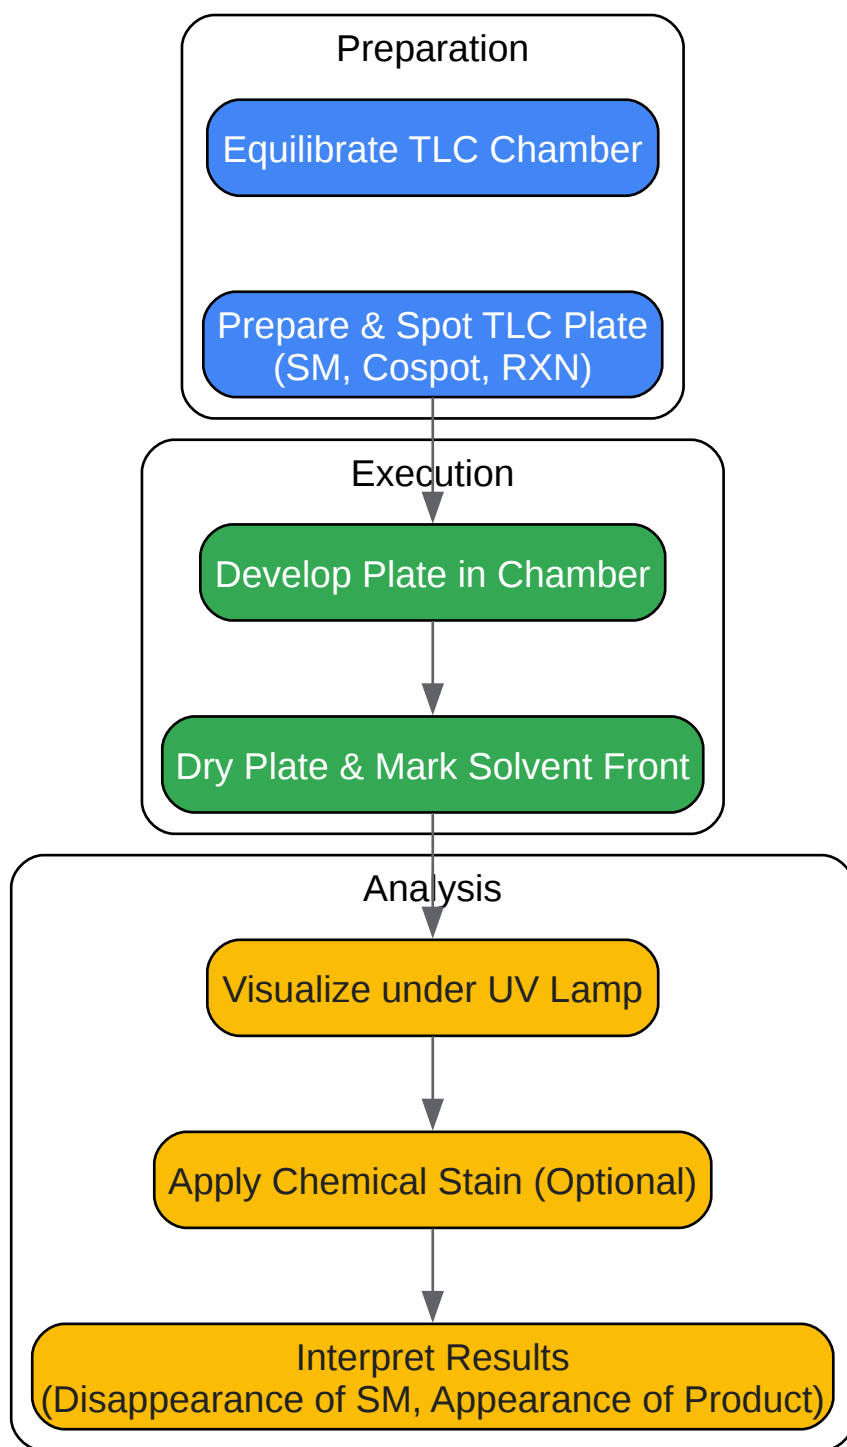 Preparation
Equilibrate TLC Chamber
Prepare & Spot TLC Plate
(SM, Cospot, RXN)
Execution
Develop Plate in Chamber
Dry Plate & Mark Solvent Front
Analysis
Visualize under UV Lamp
Apply Chemical Stain (Optional)
Interpret Results
(Disappearance of SM, Appearance of Product)